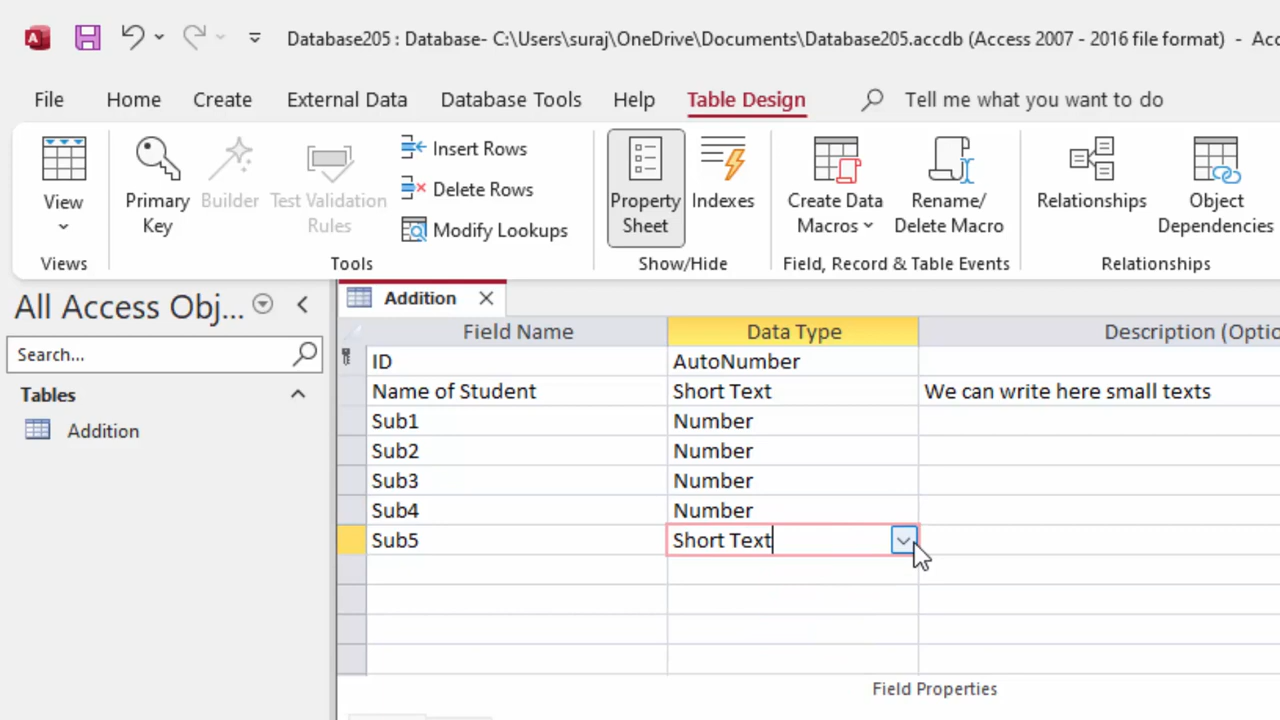 Database205 : Database- C:\Users\suraj\OneDrive\Documents\Database205.accdb (Access 2007 - 2016 file format) -
File Home Create External Data Database Tools Help Table Design Tell me what you want to do
View
Primary Key
Builder
Test Validation Rules
Insert Rows
Delete Rows
Modify Lookups
Property Sheet
Indexes
Create Data Macros
Rename/ Delete Macro
Relationships
Object Dependencies
Views Tools Show/Hide Field, Record & Table Events Relationships
All Access Obj...
Search...
Tables
Addition
Addition
Field Name Data Type Description (Optio
ID AutoNumber
Name of Student Short Text We can write here small texts
Sub1 Number
Sub2 Number
Sub3 Number
Sub4 Number
Sub5 Short Text
Field Properties